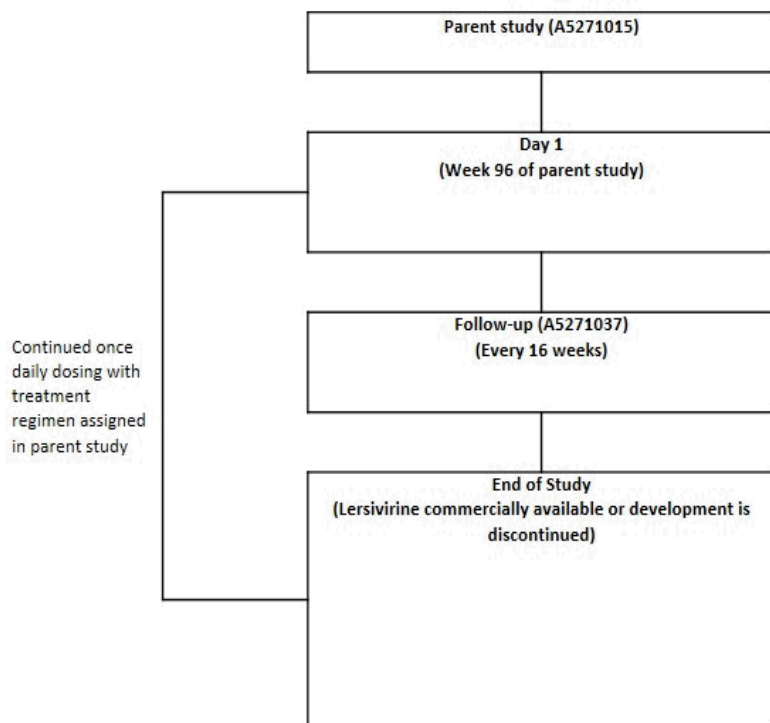 Parent study (A5271015)
Day 1
(Week 96 of parent study)
Follow-up (A5271037)
(Every 16 weeks)
Continued once
daily dosing with
treatment
regimen assigned
in parent study
End of Study
(Lersivirine commercially available or development is
discontinued)